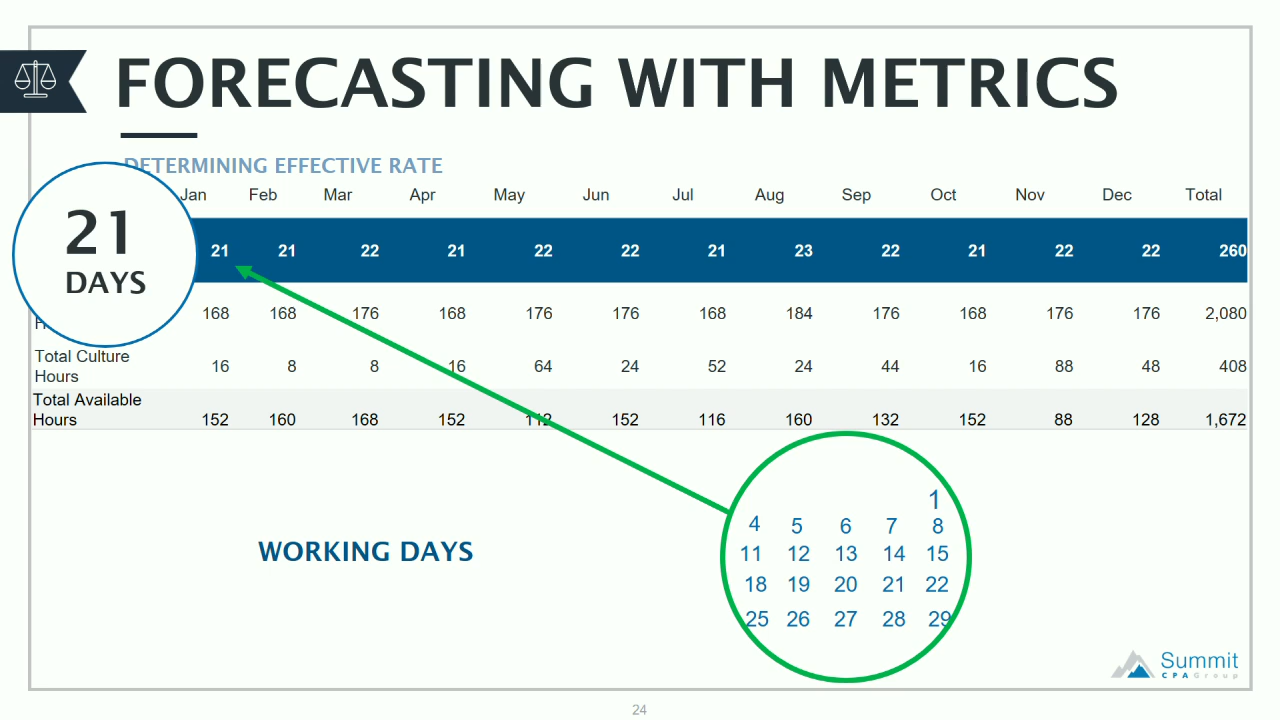 FORECASTING WITH METRICS
DETERMINING EFFECTIVE RATE
Jan Feb Mar Apr May Jun Jul Aug Sep Oct Nov Dec Total
21
DAYS
21 21 22 21 22 22 21 23 22 21 22 22 260
168 168 176 168 176 176 168 184 176 168 176 176 2,080
Total Culture
Hours
16 8 8 16 64 24 52 24 44 16 88 48 408
Total Available
Hours
152 160 168 152 112 152 116 160 132 152 88 128 1,672
1
4 5 6 7 8
11 12 13 14 15
18 19 20 21 22
25 26 27 28 29
WORKING DAYS
Summit
CPA Group
24